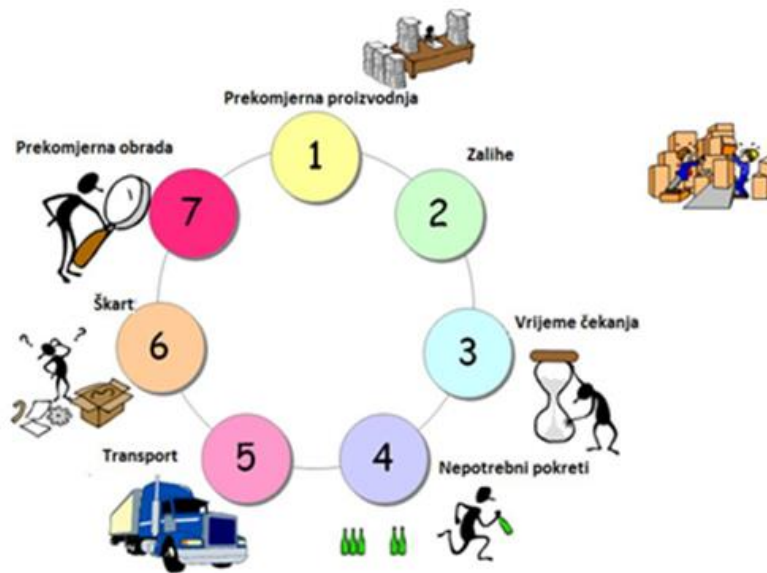 Prekomjerna proizvodnja
1
Zalihe
2
Vrijeme čekanja
3
Nepotrebni pokreti
4
Transport
5
Škart
6
Prekomjerna obrada
7
? ?